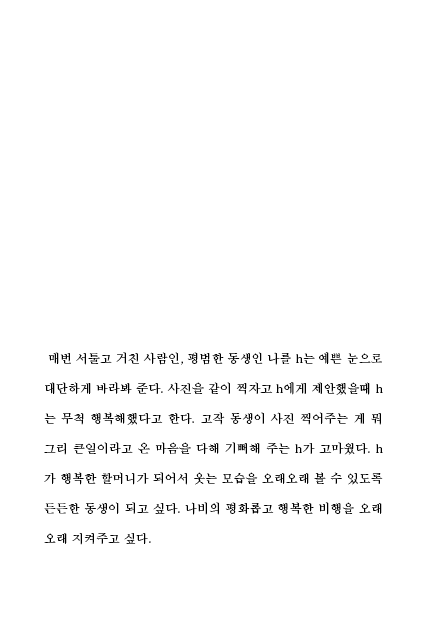 매번 서툴고 거친 사람인, 평범한 동생인 나를 h는 예쁜 눈으로
대단하게 바라봐 준다. 사진을 같이 찍자고 h에게 제안했을때 h
는 무척 행복해했다고 한다. 고작 동생이 사진 찍어주는 게 뭐
그리 큰일이라고 온 마음을 다해 기뻐해 주는 h가 고마웠다. h
가 행복한 할머니가 되어서 웃는 모습을 오래오래 볼 수 있도록
든든한 동생이 되고 싶다. 나비의 평화롭고 행복한 비행을 오래
오래 지켜주고 싶다.